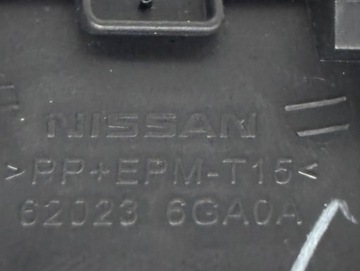 NISSAN
>PP+EPM-T15<
62023 6GA0A